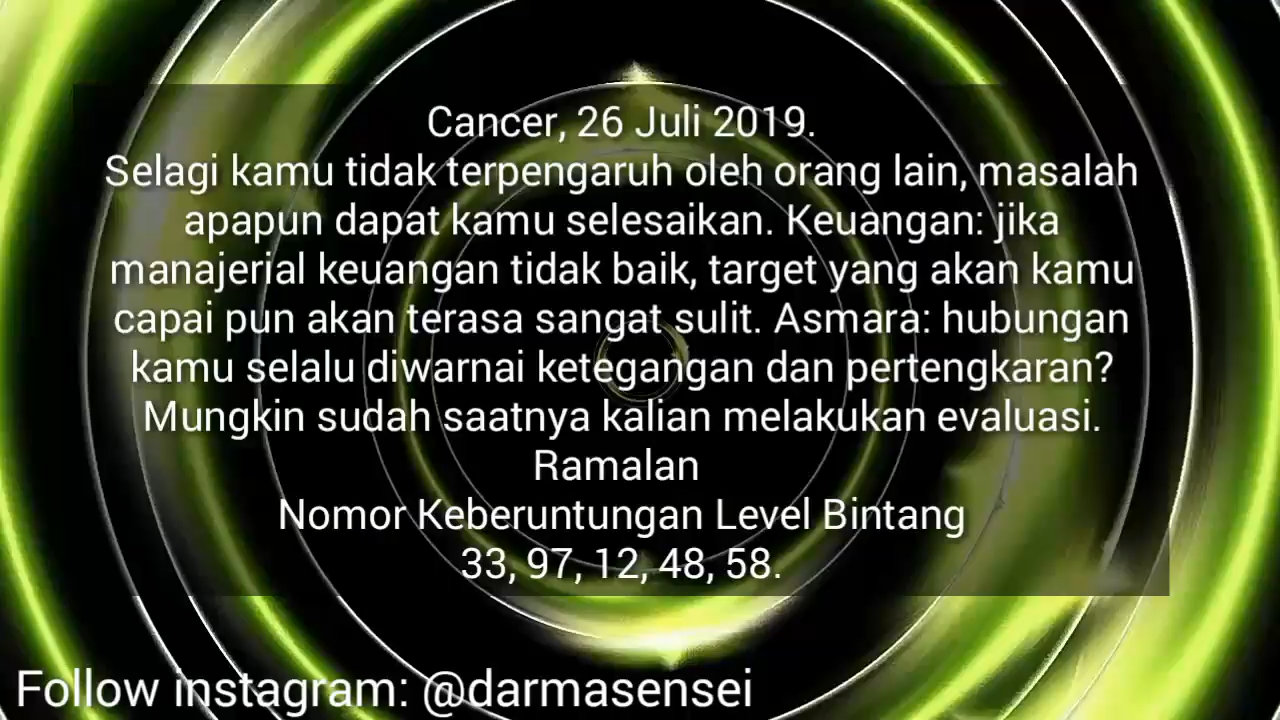 Cancer, 26 Juli 2019.
Selagi kamu tidak terpengaruh oleh orang lain, masalah
apapun dapat kamu selesaikan. Keuangan: jika
manajerial keuangan tidak baik, target yang akan kamu
capai pun akan terasa sangat sulit. Asmara: hubungan
kamu selalu diwarnai ketegangan dan pertengkaran?
Mungkin sudah saatnya kalian melakukan evaluasi.
Ramalan
Nomor Keberuntungan Level Bintang
33, 97, 12, 48, 58.
Follow instagram: @darmasensei